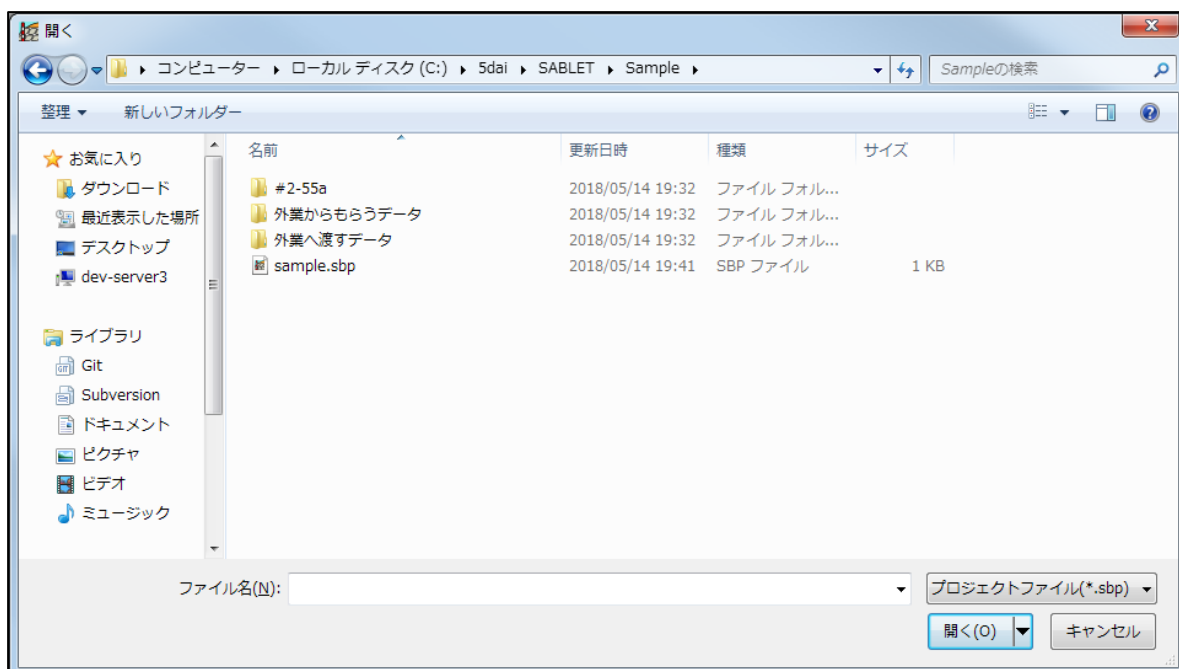 開く
コンピューター ▸ ローカル ディスク (C:) ▸ 5dai ▸ SABLET ▸ Sample ▸
Sampleの検索
整理 ▼ 新しいフォルダー
お気に入り
ダウンロード
最近表示した場所
デスクトップ
dev-server3
ライブラリ
Git
Subversion
ドキュメント
ピクチャ
ビデオ
ミュージック
名前 更新日時 種類 サイズ
#2-55a 2018/05/14 19:32 ファイル フォル...
外業からもらうデータ 2018/05/14 19:32 ファイル フォル...
外業へ渡すデータ 2018/05/14 19:32 ファイル フォル...
sample.sbp 2018/05/14 19:41 SBP ファイル 1 KB
ファイル名(N):
プロジェクトファイル(*.sbp)
開く(O) キャンセル